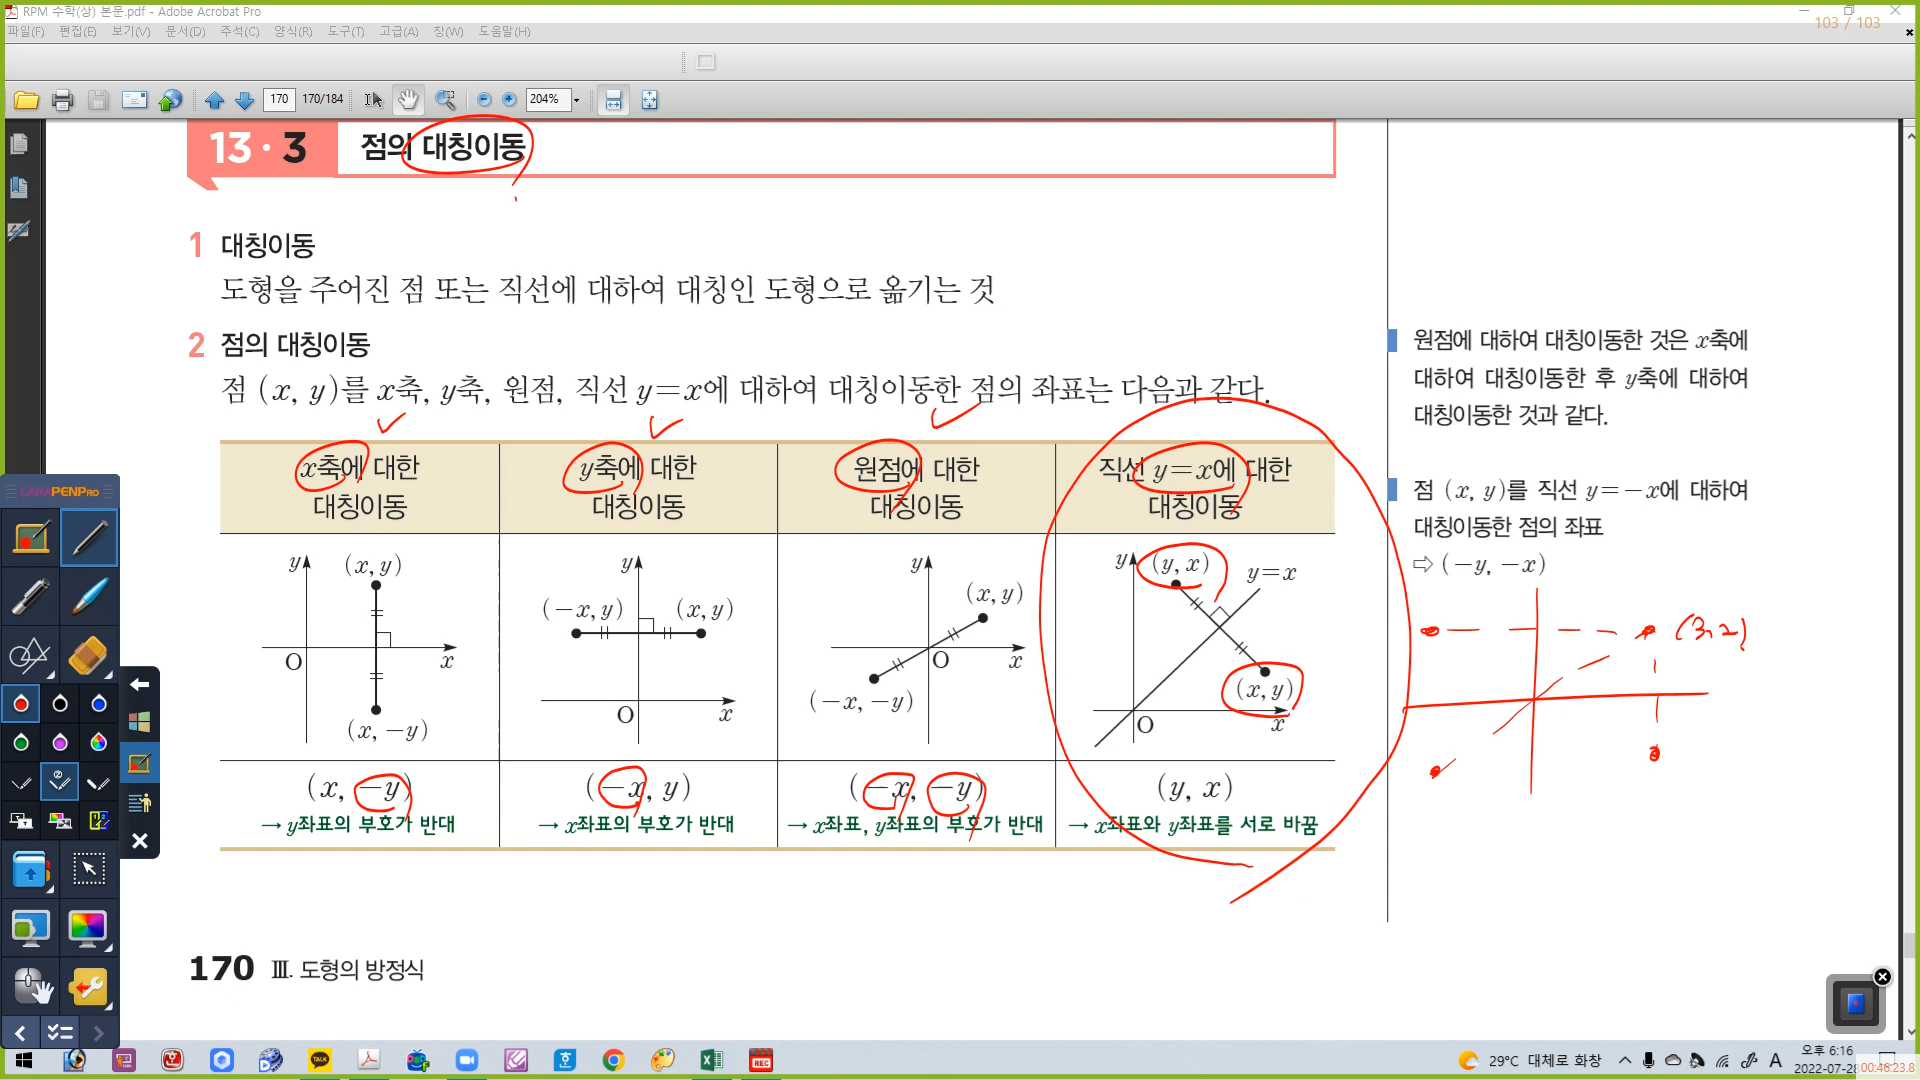 RPM 수학(상) 본문.pdf - Adobe Acrobat Pro
103 / 103
파일(F) 편집(E) 보기(V) 문서(D) 주석(C) 양식(R) 도구(T) 고급(A) 창(W) 도움말(H)
170 170/184 204%
13·3 점의 대칭이동
?
1 대칭이동
도형을 주어진 점 또는 직선에 대하여 대칭인 도형으로 옮기는 것
2 점의 대칭이동
점 (x, y)를 x축, y축, 원점, 직선 y=x에 대하여 대칭이동한 점의 좌표는 다음과 같다.
x축에 대한 대칭이동
y (x, y)
O x
(x, -y)
(x, -y)
→ y좌표의 부호가 반대
y축에 대한 대칭이동
y
(-x, y) (x, y)
O x
(-x, y)
→ x좌표의 부호가 반대
원점에 대한 대칭이동
y
(x, y)
O x
(-x, -y)
(-x, -y)
→ x좌표, y좌표의 부호가 반대
직선 y=x에 대한 대칭이동
y (y, x) y=x
(x, y)
O x
(y, x)
→ x좌표와 y좌표를 서로 바꿈
원점에 대하여 대칭이동한 것은 x축에
대하여 대칭이동한 후 y축에 대하여
대칭이동한 것과 같다.
점 (x, y)를 직선 y=-x에 대하여
대칭이동한 점의 좌표
⇨ (-y, -x)
(3, 2)
170 Ⅲ. 도형의 방정식
CARAPENPRO
②
TALK
REC
29°C 대체로 화창
A
오후 6:16
2022-07-28
00:46:23.8